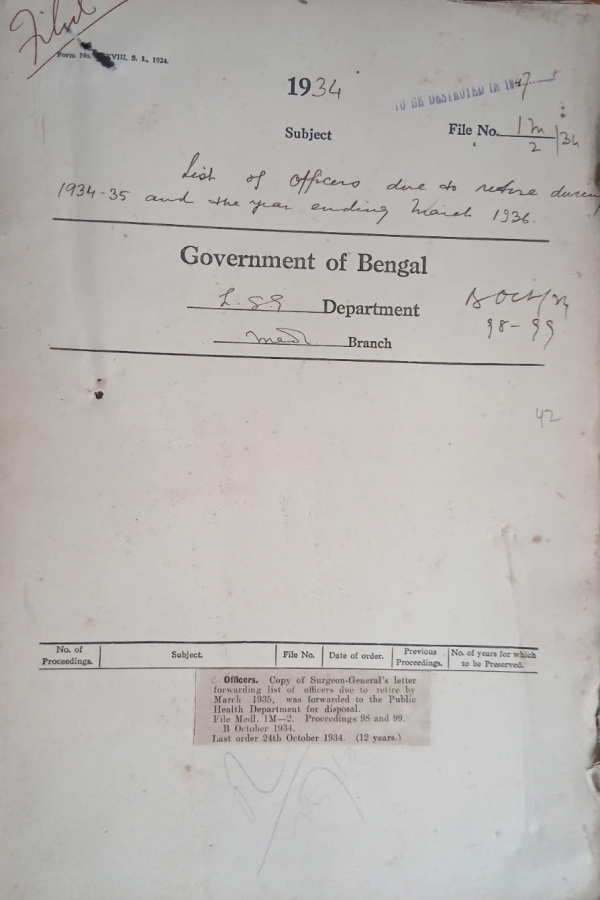 Filed
Form No. XVIII, S. I., 1924.
1934
TO BE DESTROYED IN 1947
Subject
File No. 1M/2/34
List of officers due to retire during
1934-35 and the year ending March 1936.
Government of Bengal
L.S.G Department
Medl Branch
B Oct/34
98-99
42
No. of Proceedings. Subject. File No. Date of order. Previous Proceedings. No. of years for which to be Preserved.
Officers. Copy of Surgeon-General's letter
forwarding list of officers due to retire by
March 1935, was forwarded to the Public
Health Department for disposal.
File Medl. 1M—2. Proceedings 98 and 99.
B October 1934.
Last order 24th October 1934. (12 years.)